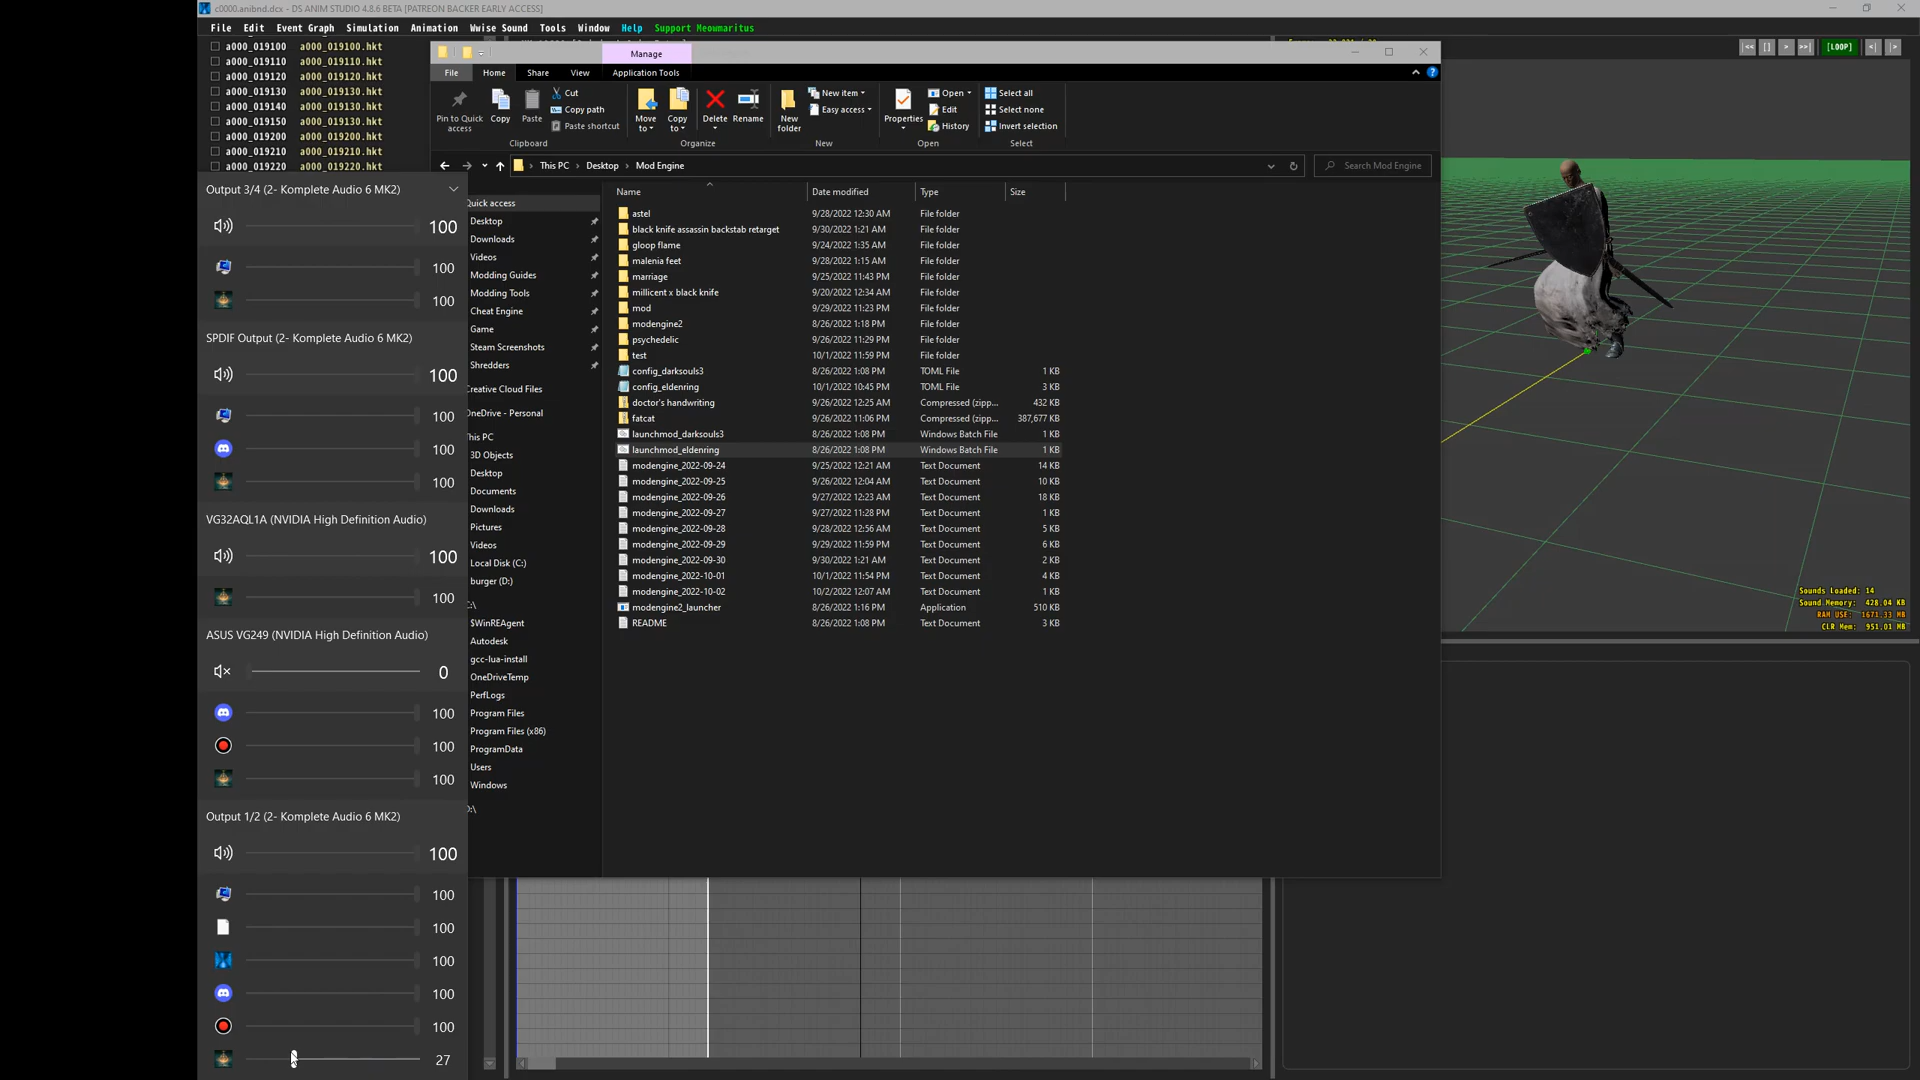 c0000.anibnd.dcx - DS ANIM STUDIO 4.8.6 BETA [PATREON BACKER EARLY ACCESS]
File Edit Event Graph Simulation Animation Wwise Sound Tools Window Help Support Meowmaritus
a000_019100 a000_019100.hkt
a000_019110 a000_019110.hkt
a000_019120 a000_019120.hkt
a000_019130 a000_019130.hkt
a000_019140 a000_019140.hkt
a000_019150 a000_019150.hkt
a000_019200 a000_019200.hkt
a000_019210 a000_019210.hkt
a000_019220 a000_019220.hkt
[LOOP]
Manage
File Home Share View Application Tools
Pin to Quick access
Copy
Paste
Cut
Copy path
Paste shortcut
Clipboard
Move to
Copy to
Delete
Rename
Organize
New folder
New item
Easy access
New
Properties
Open
Edit
History
Open
Select all
Select none
Invert selection
Select
This PC > Desktop > Mod Engine
Search Mod Engine
Output 3/4 (2- Komplete Audio 6 MK2)
100
100
100
SPDIF Output (2- Komplete Audio 6 MK2)
100
100
100
100
VG32AQL1A (NVIDIA High Definition Audio)
100
100
ASUS VG249 (NVIDIA High Definition Audio)
0
100
100
100
Output 1/2 (2- Komplete Audio 6 MK2)
100
100
100
100
100
100
27
Quick access
Desktop
Downloads
Videos
Modding Guides
Modding Tools
Cheat Engine
Game
Steam Screenshots
Shredders
Creative Cloud Files
OneDrive - Personal
This PC
3D Objects
Desktop
Documents
Downloads
Pictures
Videos
Local Disk (C:)
burger (D:)
C:\
$WinREAgent
Autodesk
gcc-lua-install
OneDriveTemp
PerfLogs
Program Files
Program Files (x86)
ProgramData
Users
Windows
D:\
Name Date modified Type Size
astel 9/28/2022 12:30 AM File folder
black knife assassin backstab retarget 9/30/2022 1:21 AM File folder
gloop flame 9/24/2022 1:35 AM File folder
malenia feet 9/28/2022 1:15 AM File folder
marriage 9/25/2022 11:43 PM File folder
millicent x black knife 9/20/2022 12:34 AM File folder
mod 9/29/2022 11:23 PM File folder
modengine2 8/26/2022 1:18 PM File folder
psychedelic 9/26/2022 11:29 PM File folder
test 10/1/2022 11:59 PM File folder
config_darksouls3 8/26/2022 1:08 PM TOML File 1 KB
config_eldenring 10/1/2022 10:45 PM TOML File 3 KB
doctor's handwriting 9/26/2022 12:25 AM Compressed (zipp... 432 KB
fatcat 9/26/2022 11:06 PM Compressed (zipp... 387,677 KB
launchmod_darksouls3 8/26/2022 1:08 PM Windows Batch File 1 KB
launchmod_eldenring 8/26/2022 1:08 PM Windows Batch File 1 KB
modengine_2022-09-24 9/25/2022 12:21 AM Text Document 14 KB
modengine_2022-09-25 9/26/2022 12:04 AM Text Document 10 KB
modengine_2022-09-26 9/27/2022 12:23 AM Text Document 18 KB
modengine_2022-09-27 9/27/2022 11:28 PM Text Document 1 KB
modengine_2022-09-28 9/28/2022 12:56 AM Text Document 5 KB
modengine_2022-09-29 9/29/2022 11:59 PM Text Document 6 KB
modengine_2022-09-30 9/30/2022 1:21 AM Text Document 2 KB
modengine_2022-10-01 10/1/2022 11:54 PM Text Document 4 KB
modengine_2022-10-02 10/2/2022 12:07 AM Text Document 1 KB
modengine2_launcher 8/26/2022 1:16 PM Application 510 KB
README 8/26/2022 1:08 PM Text Document 3 KB
Sounds Loaded: 14
Sound Memory: 428.04 KB
RAM USE: 1671.33 MB
CLR Mem: 951.01 MB